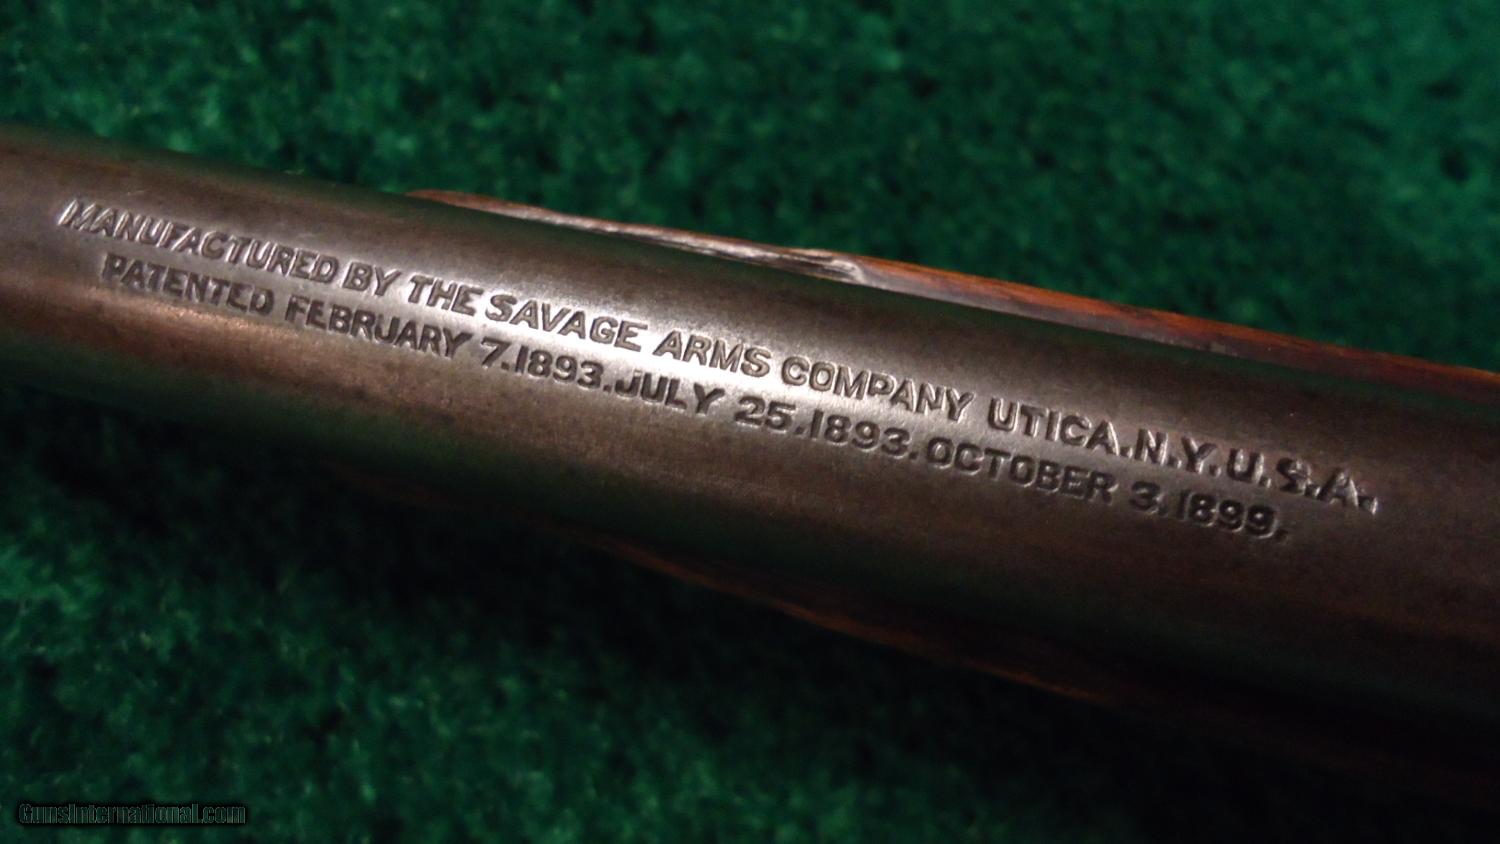 MANUFACTURED BY THE SAVAGE ARMS COMPANY UTICA.N.Y.U.S.A.
PATENTED FEBRUARY 7.1893.JULY 25.1893.OCTOBER 3.1899.
GunsInternational.com